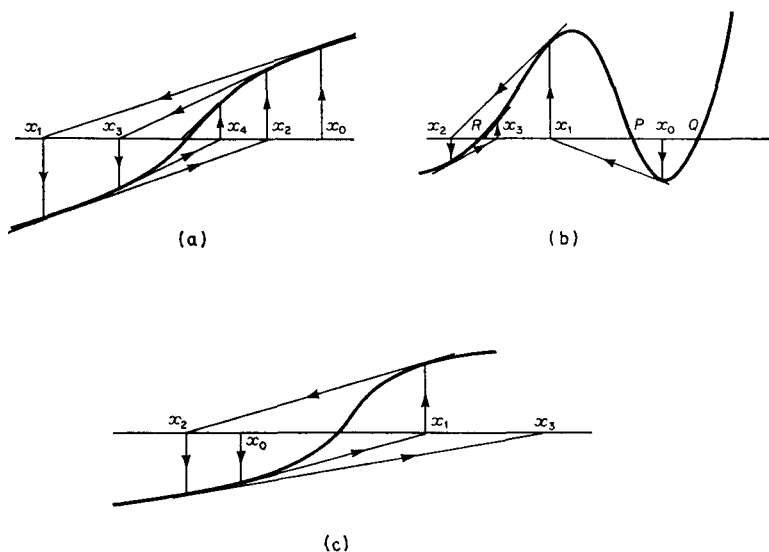 x₁ x₃ x₄ x₂ x₀
(a)
x₂ R x₃ x₁ P x₀ Q
(b)
x₂ x₀ x₁ x₃
(c)